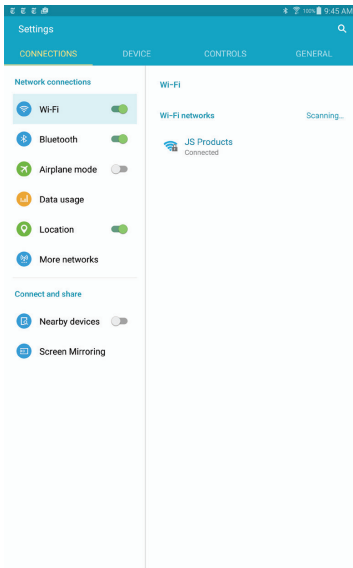 100% 9:45 AM
Settings
CONNECTIONS DEVICE CONTROLS GENERAL
Network connections
Wi-Fi
Bluetooth
Airplane mode
Data usage
Location
More networks
Connect and share
Nearby devices
Screen Mirroring
Wi-Fi
Wi-Fi networks Scanning...
JS Products
Connected